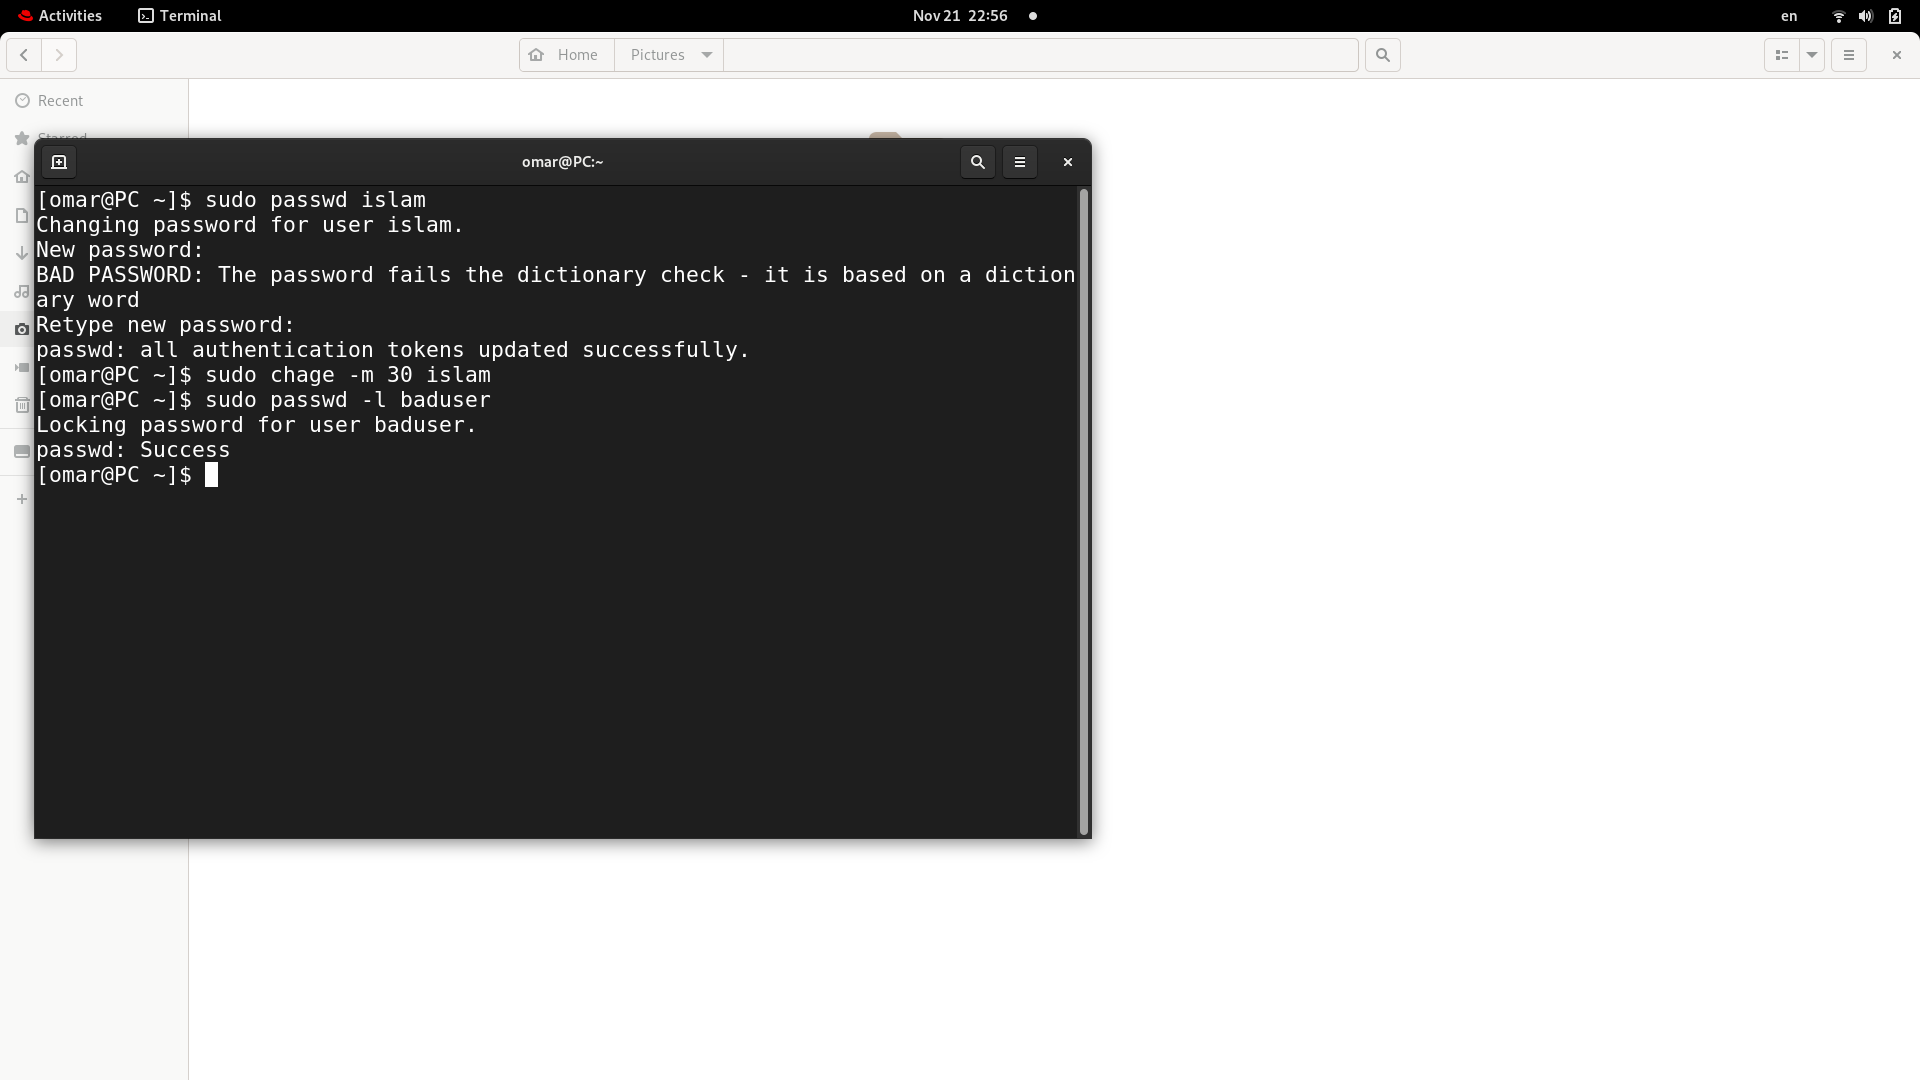 Activities
Terminal
Nov 21 22:56
en
Home
Pictures
Recent
Starred
omar@PC:~
[omar@PC ~]$ sudo passwd islam
Changing password for user islam.
New password:
BAD PASSWORD: The password fails the dictionary check - it is based on a diction
ary word
Retype new password:
passwd: all authentication tokens updated successfully.
[omar@PC ~]$ sudo chage -m 30 islam
[omar@PC ~]$ sudo passwd -l baduser
Locking password for user baduser.
passwd: Success
[omar@PC ~]$